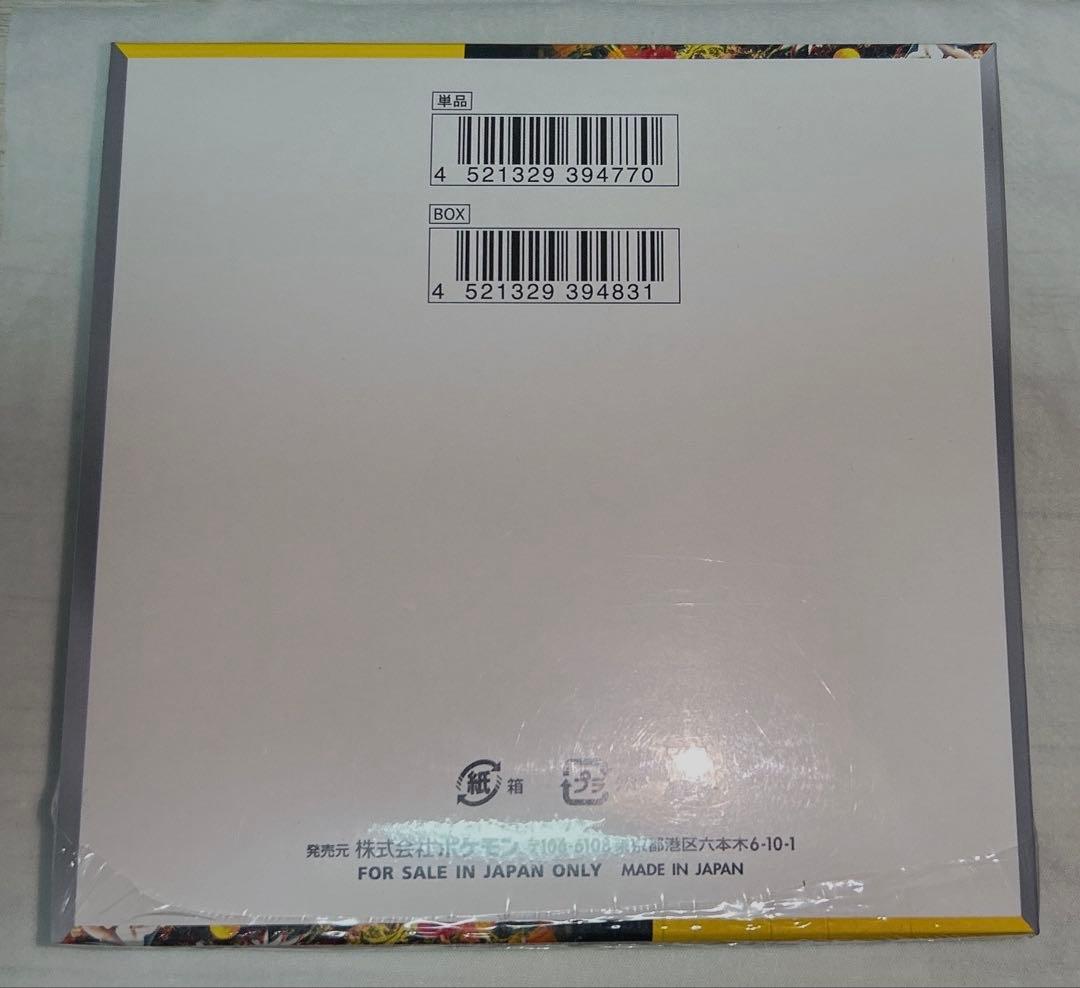 単品
4 521329 394770
BOX
4 521329 394831
紙 箱 プラ
発売元 株式会社ポケモン 〒106-6108 東京都港区六本木6-10-1
FOR SALE IN JAPAN ONLY MADE IN JAPAN